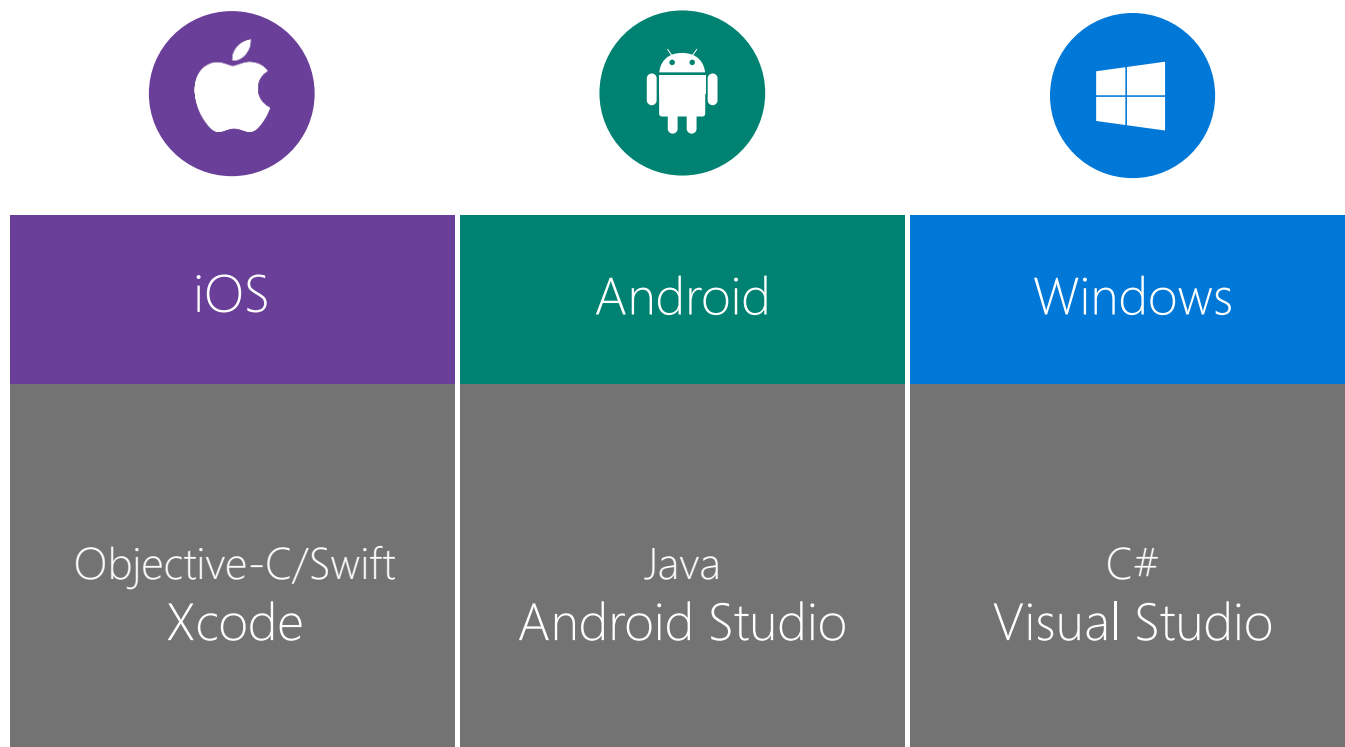 iOS
Android
Windows
Objective-C/Swift
Xcode
Java
Android Studio
C#
Visual Studio